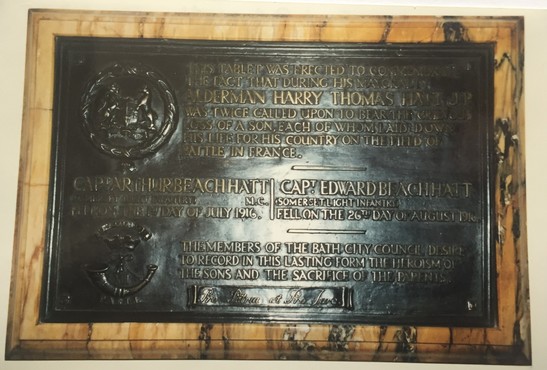 THIS TABLET WAS ERECTED TO COMMEMORATE
THE FACT THAT DURING HIS MAYORALTY
ALDERMAN HARRY THOMAS HATT, J.P.
WAS TWICE CALLED UPON TO BEAR THE
LOSS OF A SON, EACH OF WHOM LAID DOWN
HIS LIFE FOR HIS COUNTRY ON THE FIELD OF
BATTLE IN FRANCE.
CAPT. ARTHUR BEACH HATT
FELL ON THE DAY OF JULY 1916.
CAPT. EDWARD BEACH HATT
SOMERSET LIGHT INFANTRY
FELL ON THE 26TH DAY OF AUGUST 1916.
THE MEMBERS OF THE BATH CITY COUNCIL DESIRE
TO RECORD IN THIS LASTING FORM THE HEROISM OF
THE SONS AND THE SACRIFICE OF THE PARENTS.